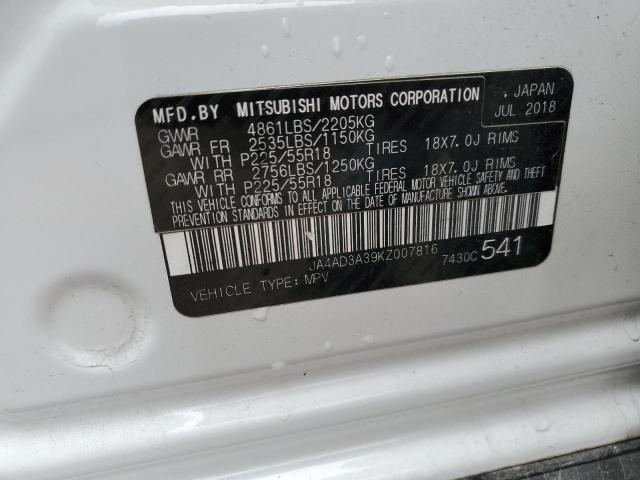 MFD.BY MITSUBISHI MOTORS CORPORATION , JAPAN
GVWR 4861LBS/2205KG JUL 2018
GAWR FR 2535LBS/1150KG
WITH P225/55R18 TIRES 18X7.0J RIMS
GAWR RR 2756LBS/1250KG
WITH P225/55R18 TIRES 18X7.0J RIMS
THIS VEHICLE CONFORMS TO ALL APPLICABLE FEDERAL MOTOR VEHICLE SAFETY AND THEFT
PREVENTION STANDARDS IN EFFECT ON THE DATE OF MANUFACTURE SHOWN ABOVE.
JA4AD3A39KZ007816 7430C 541
VEHICLE TYPE: MPV